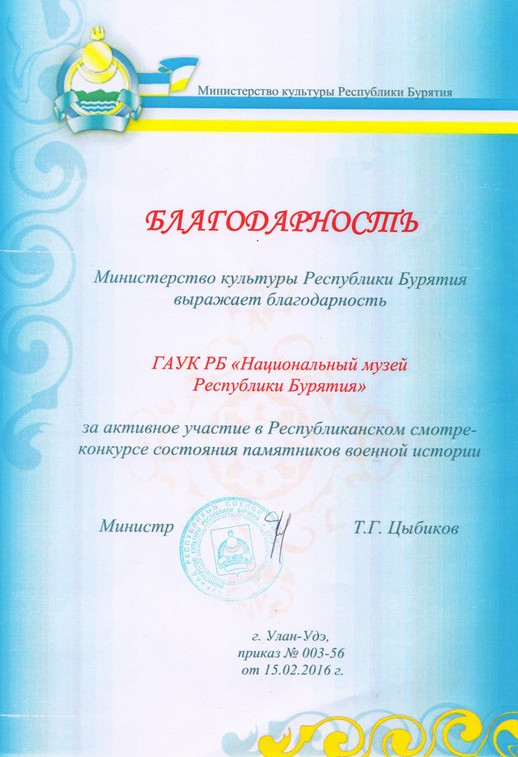 Министерство культуры Республики Бурятия
БЛАГОДАРНОСТЬ
Министерство культуры Республики Бурятия
выражает благодарность
ГАУК РБ «Национальный музей
Республики Бурятия»
за активное участие в Республиканском смотре-
конкурсе состояния памятников военной истории
Министр
Т.Г. Цыбиков
г. Улан-Удэ,
приказ № 003-56
от 15.02.2016 г.